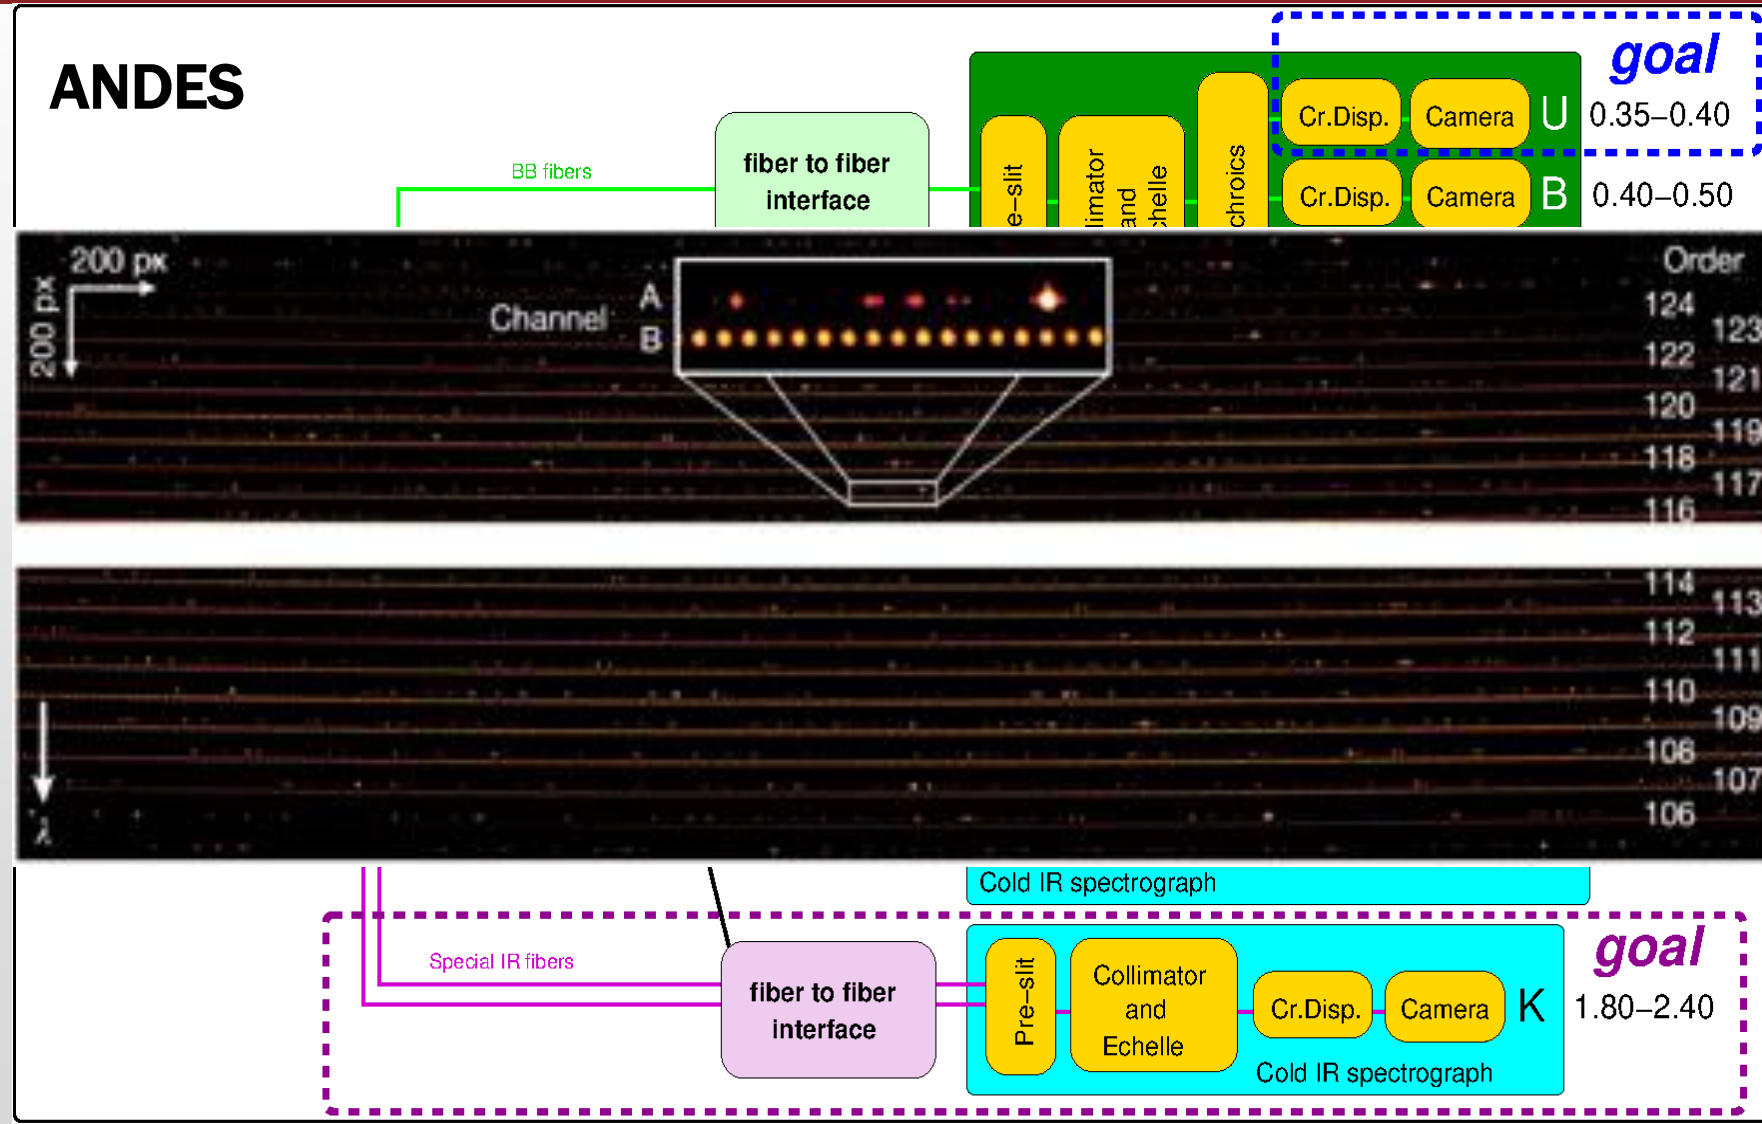 ANDES
goal
Cr.Disp.
Camera
U
0.35–0.40
fiber to fiber
interface
BB fibers
e–slit
limator
and
chelle
chroics
Cr.Disp.
Camera
B
0.40–0.50
200 px
200 px
Channel
A
B
Order
124
123
122
121
120
119
118
117
116
114
113
112
111
110
109
108
107
106
λ
Cold IR spectrograph
goal
Special IR fibers
fiber to fiber
interface
Pre–slit
Collimator
and
Echelle
Cr.Disp.
Camera
K
1.80–2.40
Cold IR spectrograph